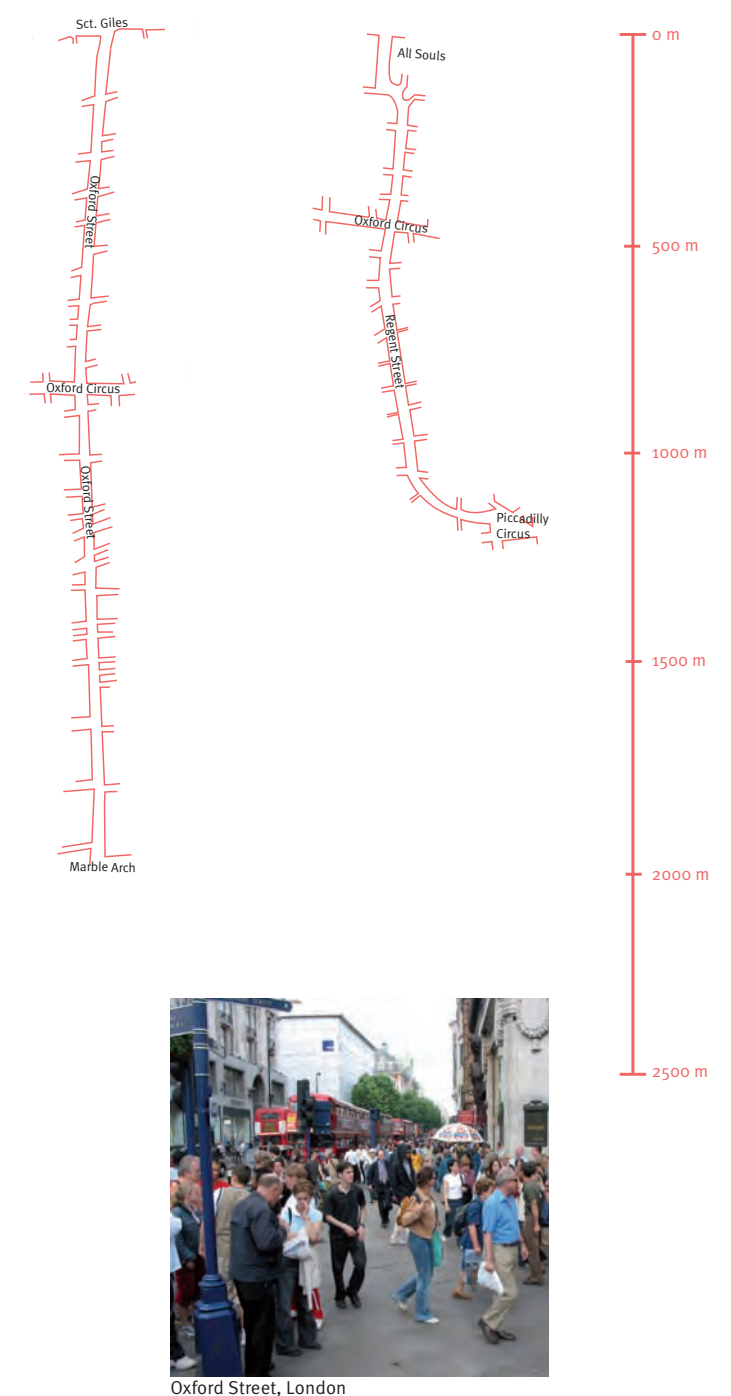 Sct. Giles
Oxford Street
Oxford Circus
Oxford Street
Marble Arch
All Souls
Oxford Circus
Regent Street
Piccadilly
Circus
0 m
500 m
1000 m
1500 m
2000 m
2500 m
Oxford Street, London